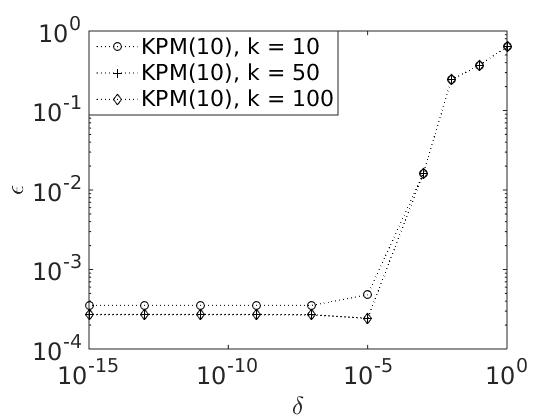 10^0
KPM(10), k = 10
KPM(10), k = 50
KPM(10), k = 100
10^-1
10^-2
ϵ
10^-3
10^-4
10^-15 10^-10 10^-5 10^0
δ